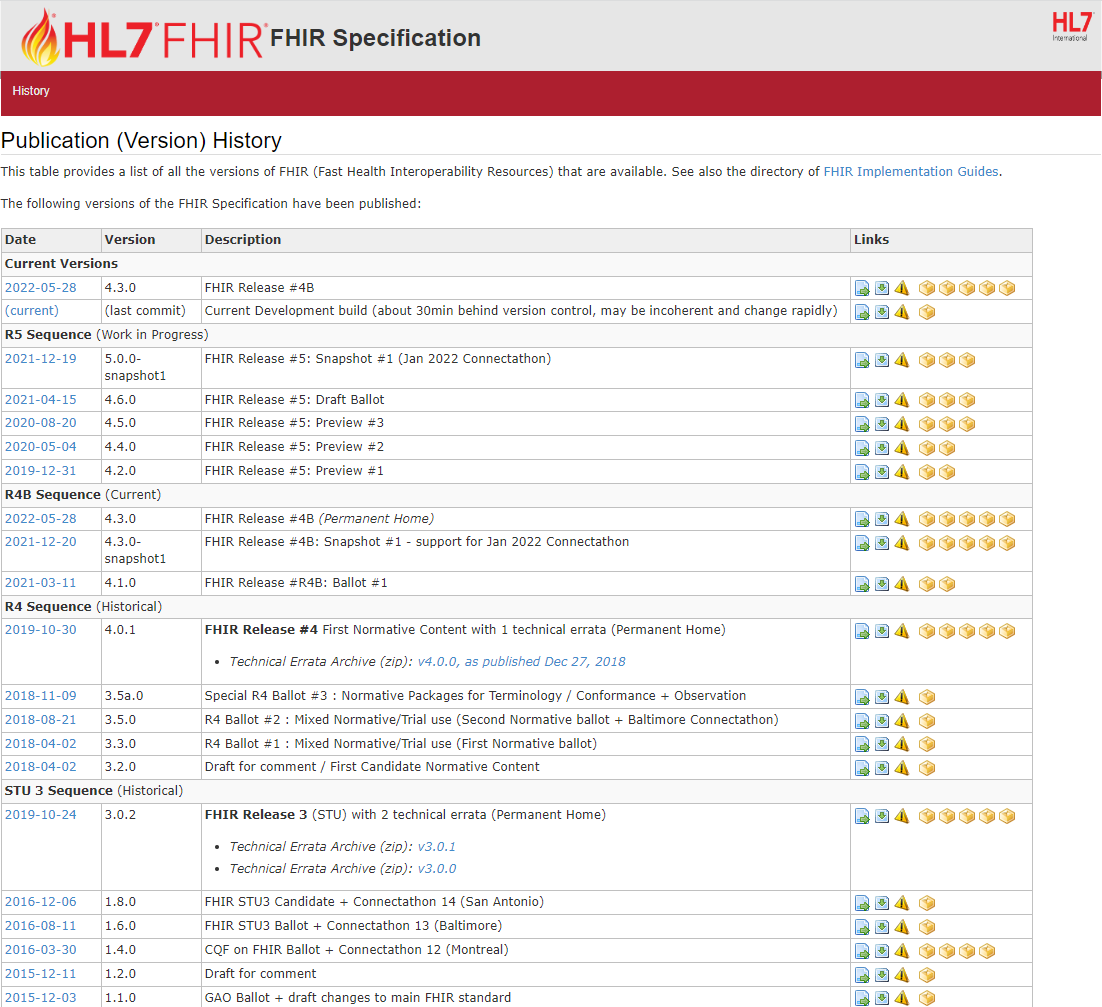 HL7 FHIR FHIR Specification
HL7
International
History
Publication (Version) History
This table provides a list of all the versions of FHIR (Fast Health Interoperability Resources) that are available. See also the directory of FHIR Implementation Guides.
The following versions of the FHIR Specification have been published:
Date Version Description Links
Current Versions
2022-05-28 4.3.0 FHIR Release #4B
(current) (last commit) Current Development build (about 30min behind version control, may be incoherent and change rapidly)
R5 Sequence (Work in Progress)
2021-12-19 5.0.0- FHIR Release #5: Snapshot #1 (Jan 2022 Connectathon)
snapshot1
2021-04-15 4.6.0 FHIR Release #5: Draft Ballot
2020-08-20 4.5.0 FHIR Release #5: Preview #3
2020-05-04 4.4.0 FHIR Release #5: Preview #2
2019-12-31 4.2.0 FHIR Release #5: Preview #1
R4B Sequence (Current)
2022-05-28 4.3.0 FHIR Release #4B (Permanent Home)
2021-12-20 4.3.0- FHIR Release #4B: Snapshot #1 - support for Jan 2022 Connectathon
snapshot1
2021-03-11 4.1.0 FHIR Release #R4B: Ballot #1
R4 Sequence (Historical)
2019-10-30 4.0.1 FHIR Release #4 First Normative Content with 1 technical errata (Permanent Home)
• Technical Errata Archive (zip): v4.0.0, as published Dec 27, 2018
2018-11-09 3.5a.0 Special R4 Ballot #3 : Normative Packages for Terminology / Conformance + Observation
2018-08-21 3.5.0 R4 Ballot #2 : Mixed Normative/Trial use (Second Normative ballot + Baltimore Connectathon)
2018-04-02 3.3.0 R4 Ballot #1 : Mixed Normative/Trial use (First Normative ballot)
2018-04-02 3.2.0 Draft for comment / First Candidate Normative Content
STU 3 Sequence (Historical)
2019-10-24 3.0.2 FHIR Release 3 (STU) with 2 technical errata (Permanent Home)
• Technical Errata Archive (zip): v3.0.1
• Technical Errata Archive (zip): v3.0.0
2016-12-06 1.8.0 FHIR STU3 Candidate + Connectathon 14 (San Antonio)
2016-08-11 1.6.0 FHIR STU3 Ballot + Connectathon 13 (Baltimore)
2016-03-30 1.4.0 CQF on FHIR Ballot + Connectathon 12 (Montreal)
2015-12-11 1.2.0 Draft for comment
2015-12-03 1.1.0 GAO Ballot + draft changes to main FHIR standard